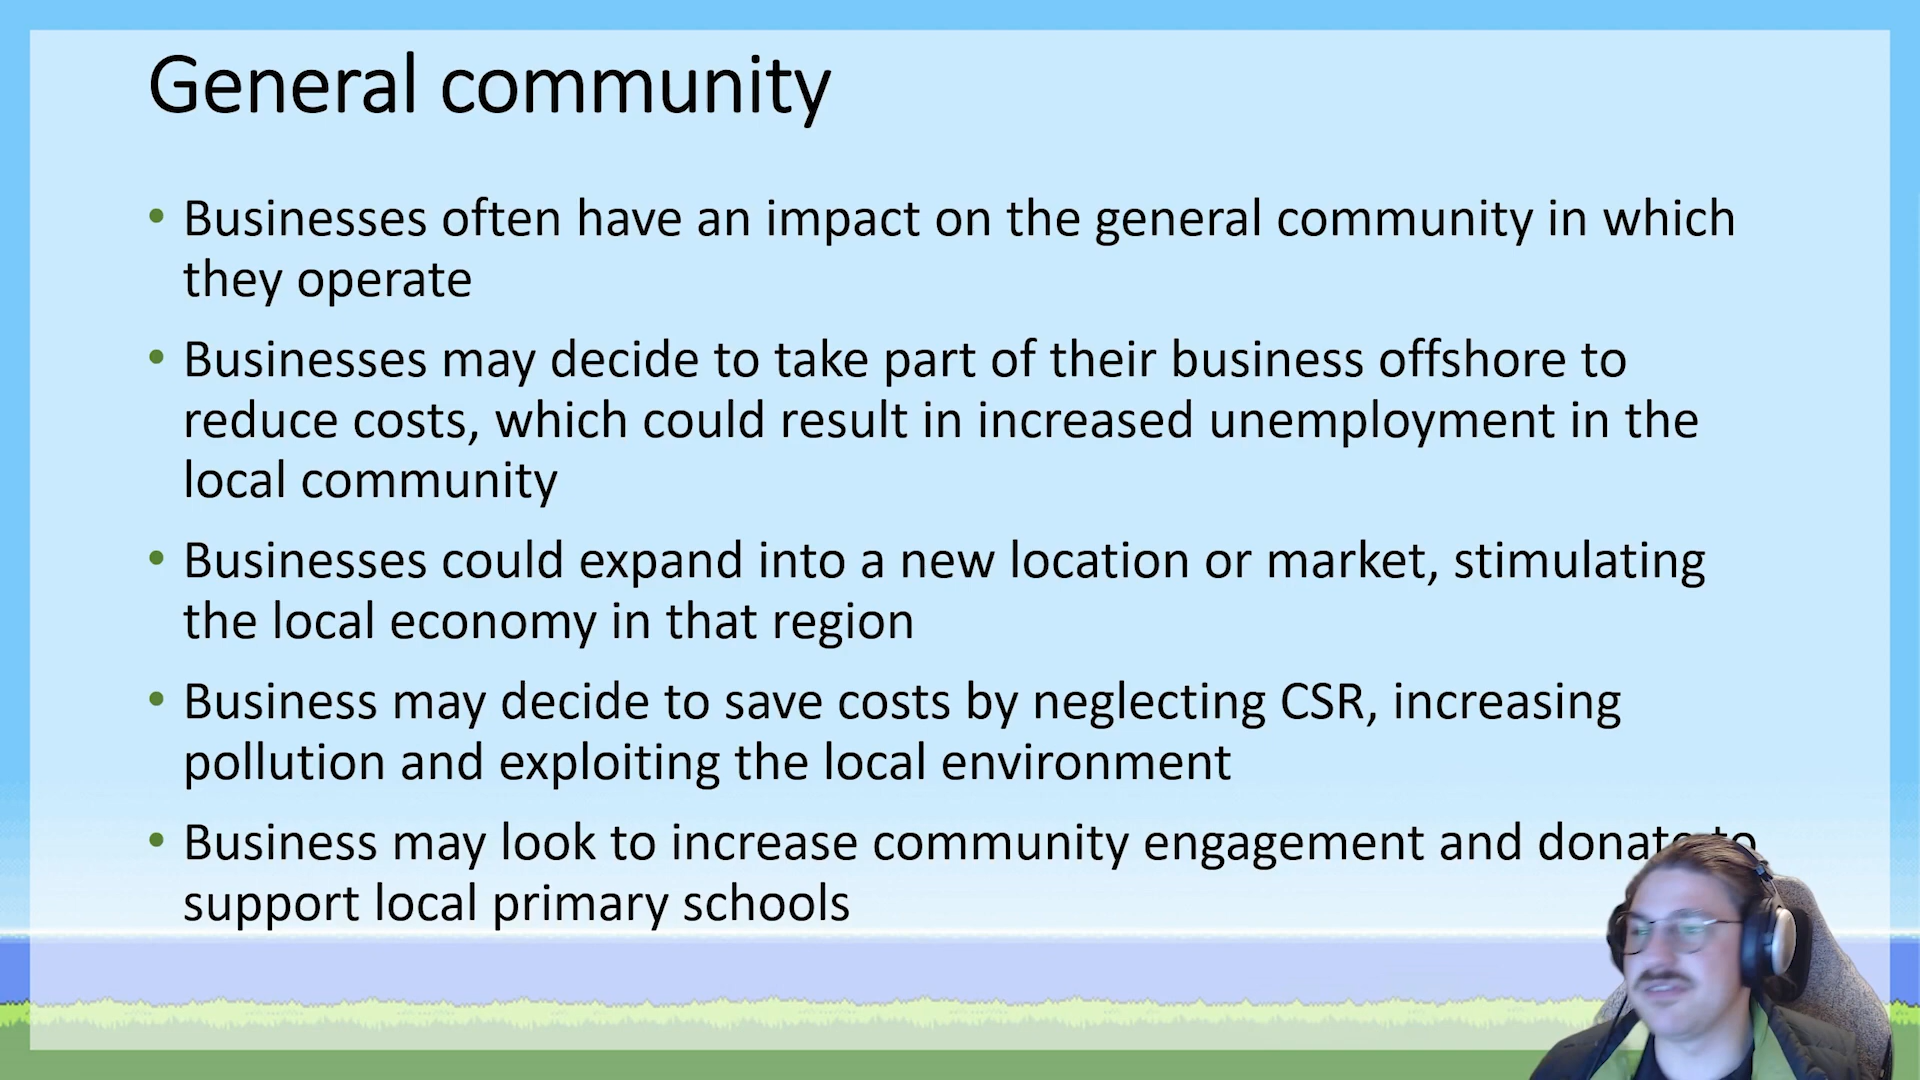 General community
• Businesses often have an impact on the general community in which
they operate
• Businesses may decide to take part of their business offshore to
reduce costs, which could result in increased unemployment in the
local community
• Businesses could expand into a new location or market, stimulating
the local economy in that region
• Business may decide to save costs by neglecting CSR, increasing
pollution and exploiting the local environment
• Business may look to increase community engagement and donate to
support local primary schools